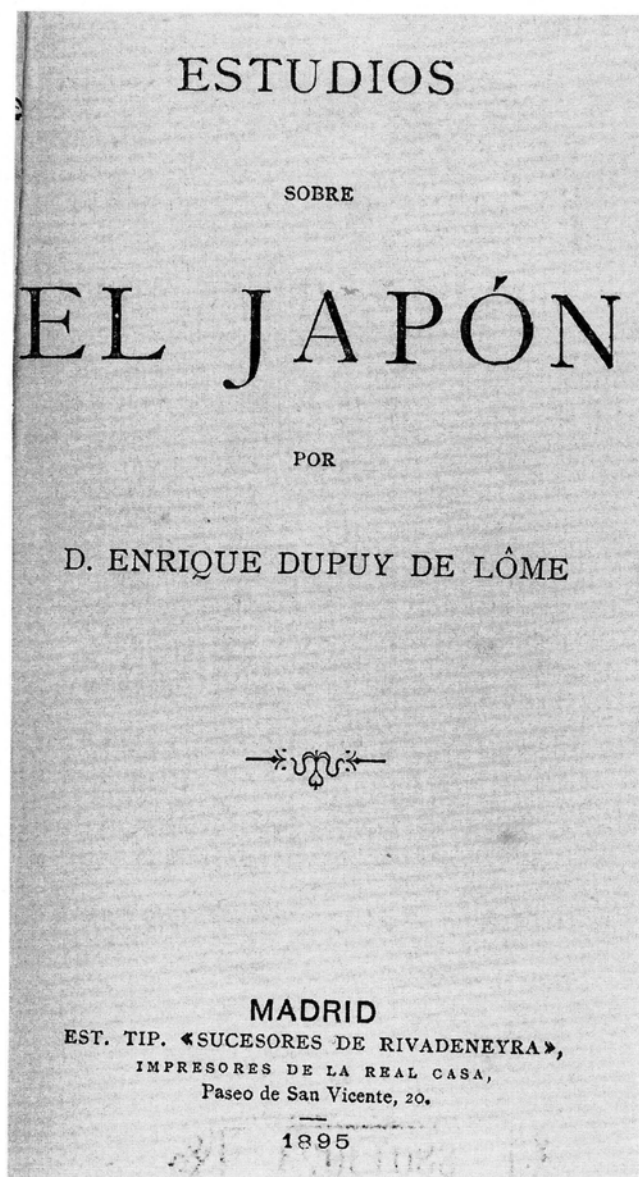 ESTUDIOS
SOBRE
EL JAPÓN
POR
D. ENRIQUE DUPUY DE LÔME
MADRID
EST. TIP. «SUCESORES DE RIVADENEYRA»,
IMPRESORES DE LA REAL CASA,
Paseo de San Vicente, 20.
1895